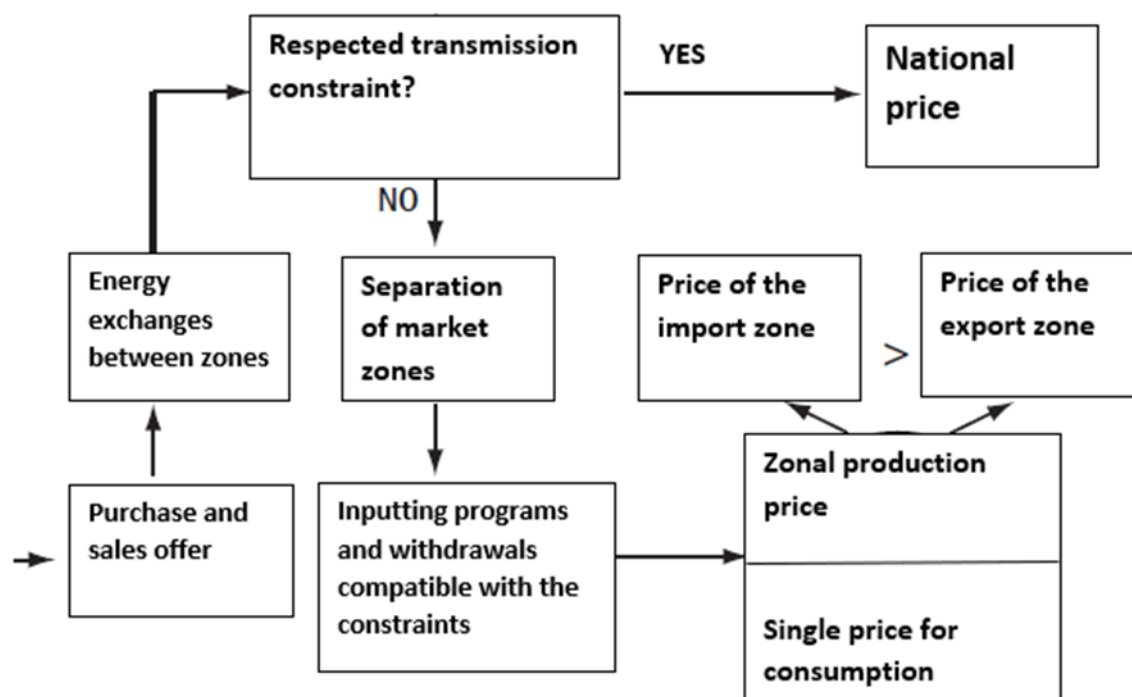 Respected transmission
constraint?
YES
National
price
NO
Energy
exchanges
between zones
Separation
of market
zones
Price of the
import zone
>
Price of the
export zone
Purchase and
sales offer
Inputting programs
and withdrawals
compatible with the
constraints
Zonal production
price
Single price for
consumption